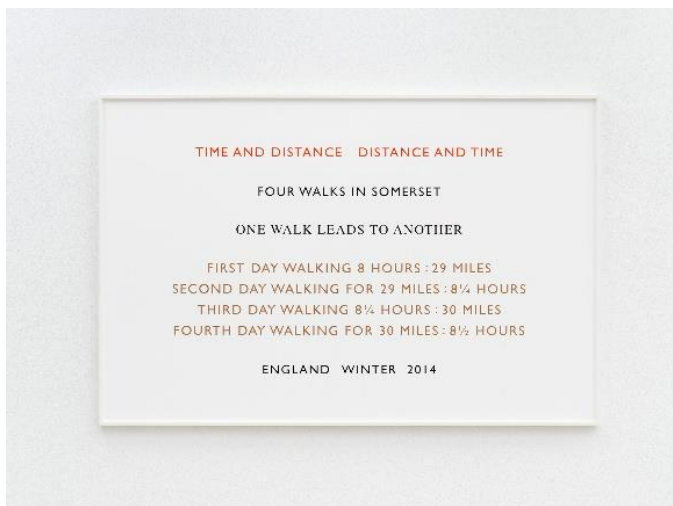 TIME AND DISTANCE DISTANCE AND TIME
FOUR WALKS IN SOMERSET
ONE WALK LEADS TO ANOTHER
FIRST DAY WALKING 8 HOURS : 29 MILES
SECOND DAY WALKING FOR 29 MILES : 8¼ HOURS
THIRD DAY WALKING 8¼ HOURS : 30 MILES
FOURTH DAY WALKING FOR 30 MILES : 8½ HOURS
ENGLAND WINTER 2014